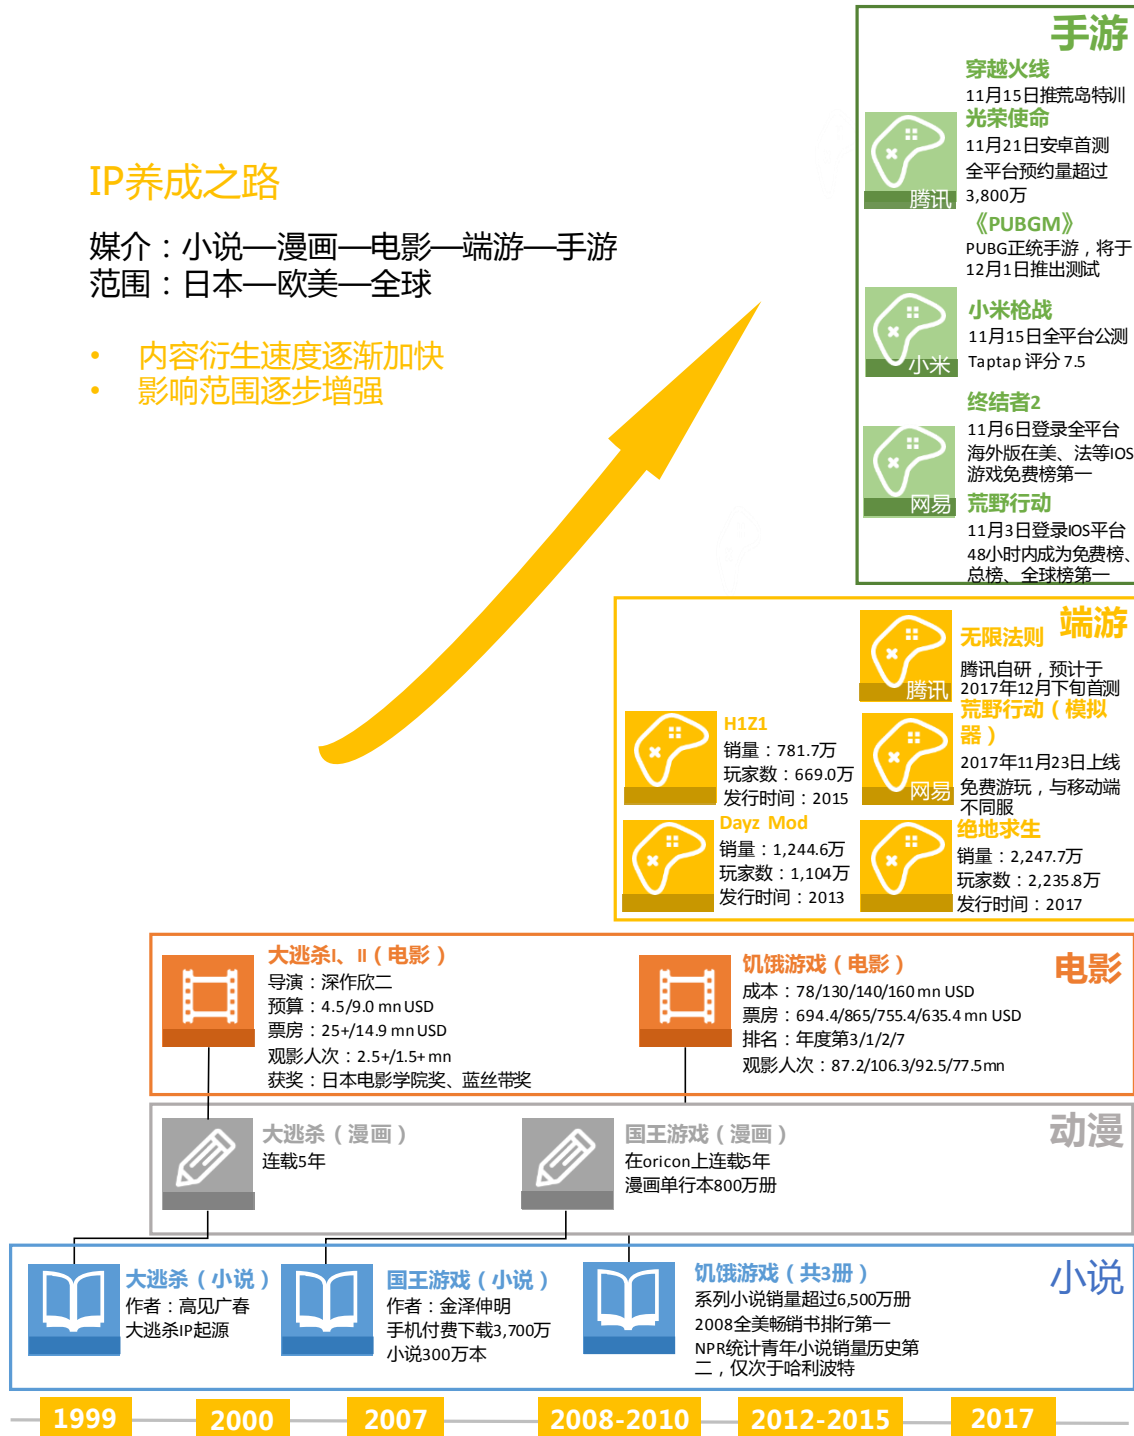 IP养成之路
媒介：小说—漫画—电影—端游—手游
范围：日本—欧美—全球
• 内容衍生速度逐渐加快
• 影响范围逐步增强
手游
穿越火线
11月15日推荒岛特训
光荣使命
11月21日安卓首测
全平台预约量超过
3,800万
腾讯
《PUBGM》
PUBG正统手游，将于
12月1日推出测试
小米枪战
11月15日全平台公测
Taptap 评分 7.5
小米
终结者2
11月6日登录全平台
海外版在美、法等IOS
游戏免费榜第一
网易
荒野行动
11月3日登录IOS平台
48小时内成为免费榜、
总榜、全球榜第一
端游
无限法则
腾讯自研，预计于
2017年12月下旬首测
腾讯
荒野行动（模拟
器）
2017年11月23日上线
免费游玩，与移动端
不同服
网易
H1Z1
销量：781.7万
玩家数：669.0万
发行时间：2015
Dayz Mod
销量：1,244.6万
玩家数：1,104万
发行时间：2013
绝地求生
销量：2,247.7万
玩家数：2,235.8万
发行时间：2017
电影
大逃杀I、II（电影）
导演：深作欣二
预算：4.5/9.0 mn USD
票房：25+/14.9 mn USD
观影人次：2.5+/1.5+ mn
获奖：日本电影学院奖、蓝丝带奖
饥饿游戏（电影）
成本：78/130/140/160 mn USD
票房：694.4/865/755.4/635.4 mn USD
排名：年度第3/1/2/7
观影人次：87.2/106.3/92.5/77.5mn
动漫
大逃杀（漫画）
连载5年
国王游戏（漫画）
在oricon上连载5年
漫画单行本800万册
小说
大逃杀（小说）
作者：高见广春
大逃杀IP起源
国王游戏（小说）
作者：金泽伸明
手机付费下载3,700万
小说300万本
饥饿游戏（共3册）
系列小说销量超过6,500万册
2008全美畅销书排行第一
NPR统计青年小说销量历史第
二，仅次于哈利波特
1999
2000
2007
2008-2010
2012-2015
2017